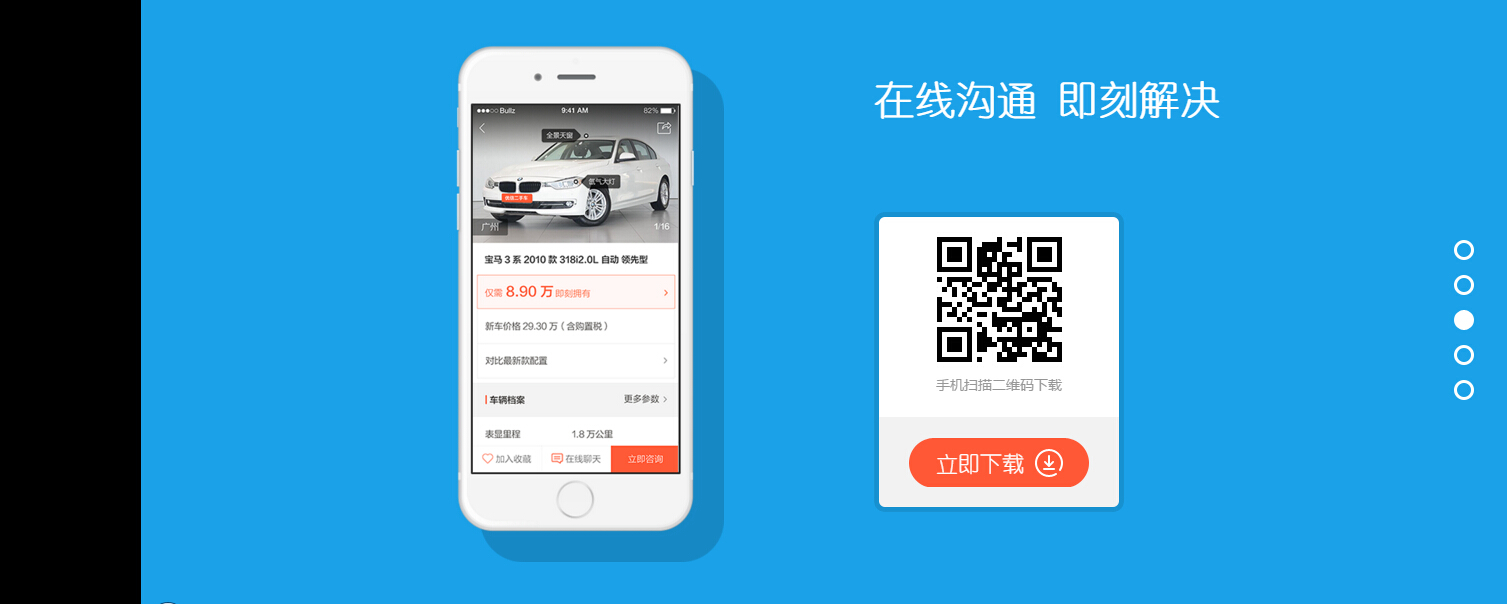 在线沟通 即刻解决
●●●○○ Bullz
9:41 AM
82%
全景天窗
氙气大灯
优信二手车
广州
1/16
宝马 3 系 2010 款 318i2.0L 自动 领先型
仅需 8.90 万 即刻拥有
新车价格 29.30 万 ( 含购置税 )
对比最新款配置
车辆档案
更多参数
表显里程
1.8 万公里
加入收藏
在线聊天
立即咨询
手机扫描二维码下载
立即下载